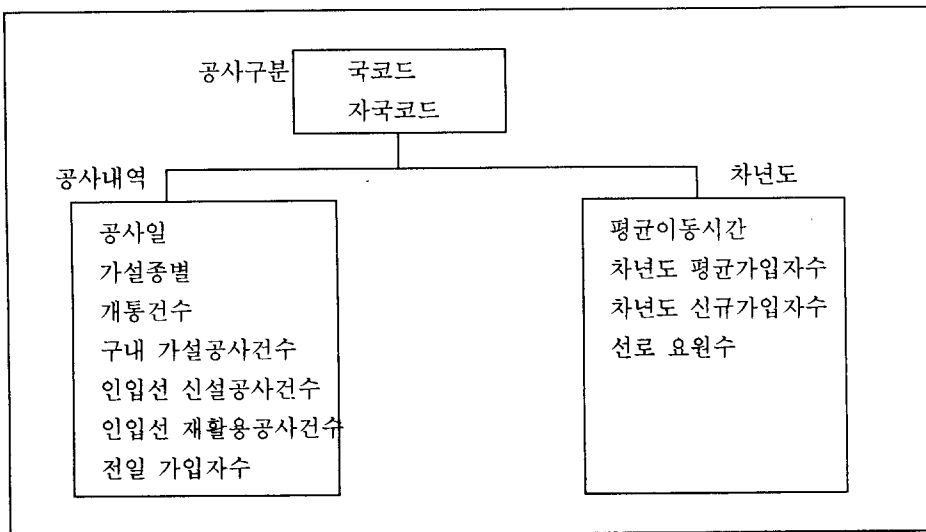 공사구분
국코드
자국코드
공사내역
공사일
가설종별
개통건수
구내 가설공사건수
인입선 신설공사건수
인입선 재활용공사건수
전일 가입자수
차년도
평균이동시간
차년도 평균가입자수
차년도 신규가입자수
선로 요원수